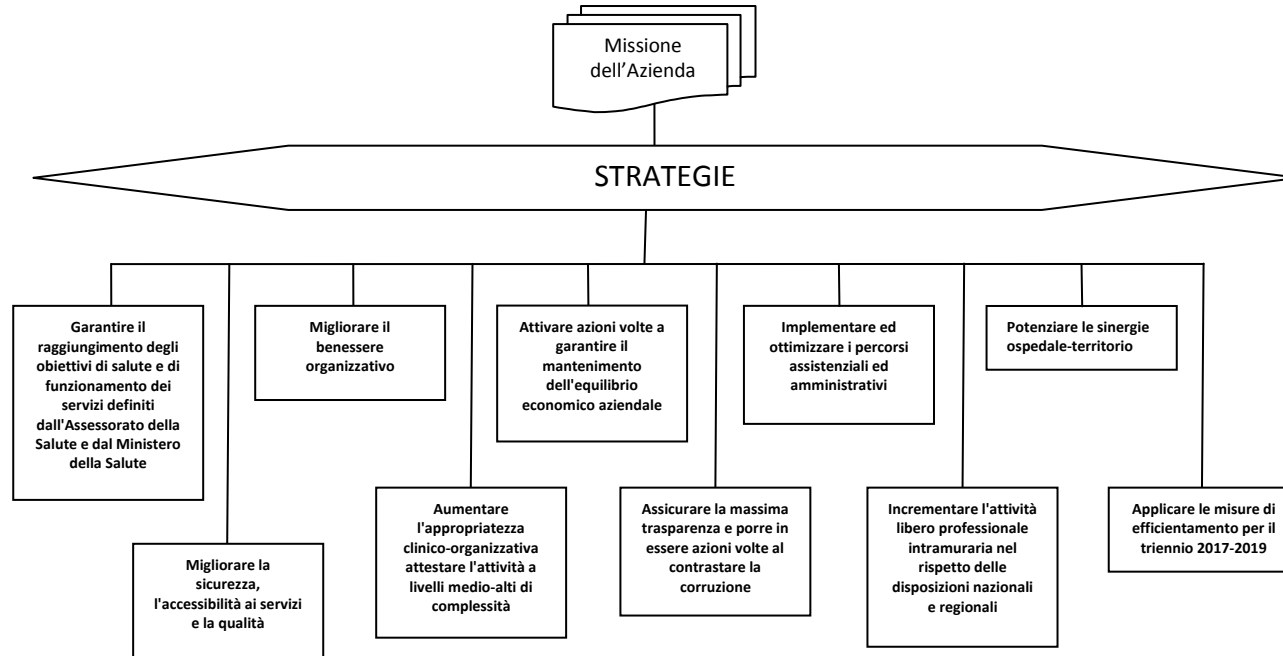 Missione
dell'Azienda
STRATEGIE
Garantire il
raggiungimento degli
obiettivi di salute e di
funzionamento dei
servizi definiti
dall'Assessorato della
Salute e dal Ministero
della Salute
Migliorare il
benessere
organizzativo
Attivare azioni volte a
garantire il
mantenimento
dell'equilibrio
economico aziendale
Implementare ed
ottimizzare i percorsi
assistenziali ed
amministrativi
Potenziare le sinergie
ospedale-territorio
Migliorare la
sicurezza,
l'accessibilità ai servizi
e la qualità
Aumentare
l'appropriatezza
clinico-organizzativa
attestare l'attività a
livelli medio-alti di
complessità
Assicurare la massima
trasparenza e porre in
essere azioni volte al
contrastare la
corruzione
Incrementare l'attività
libero professionale
intramuraria nel
rispetto delle
disposizioni nazionali
e regionali
Applicare le misure di
efficientamento per il
triennio 2017-2019